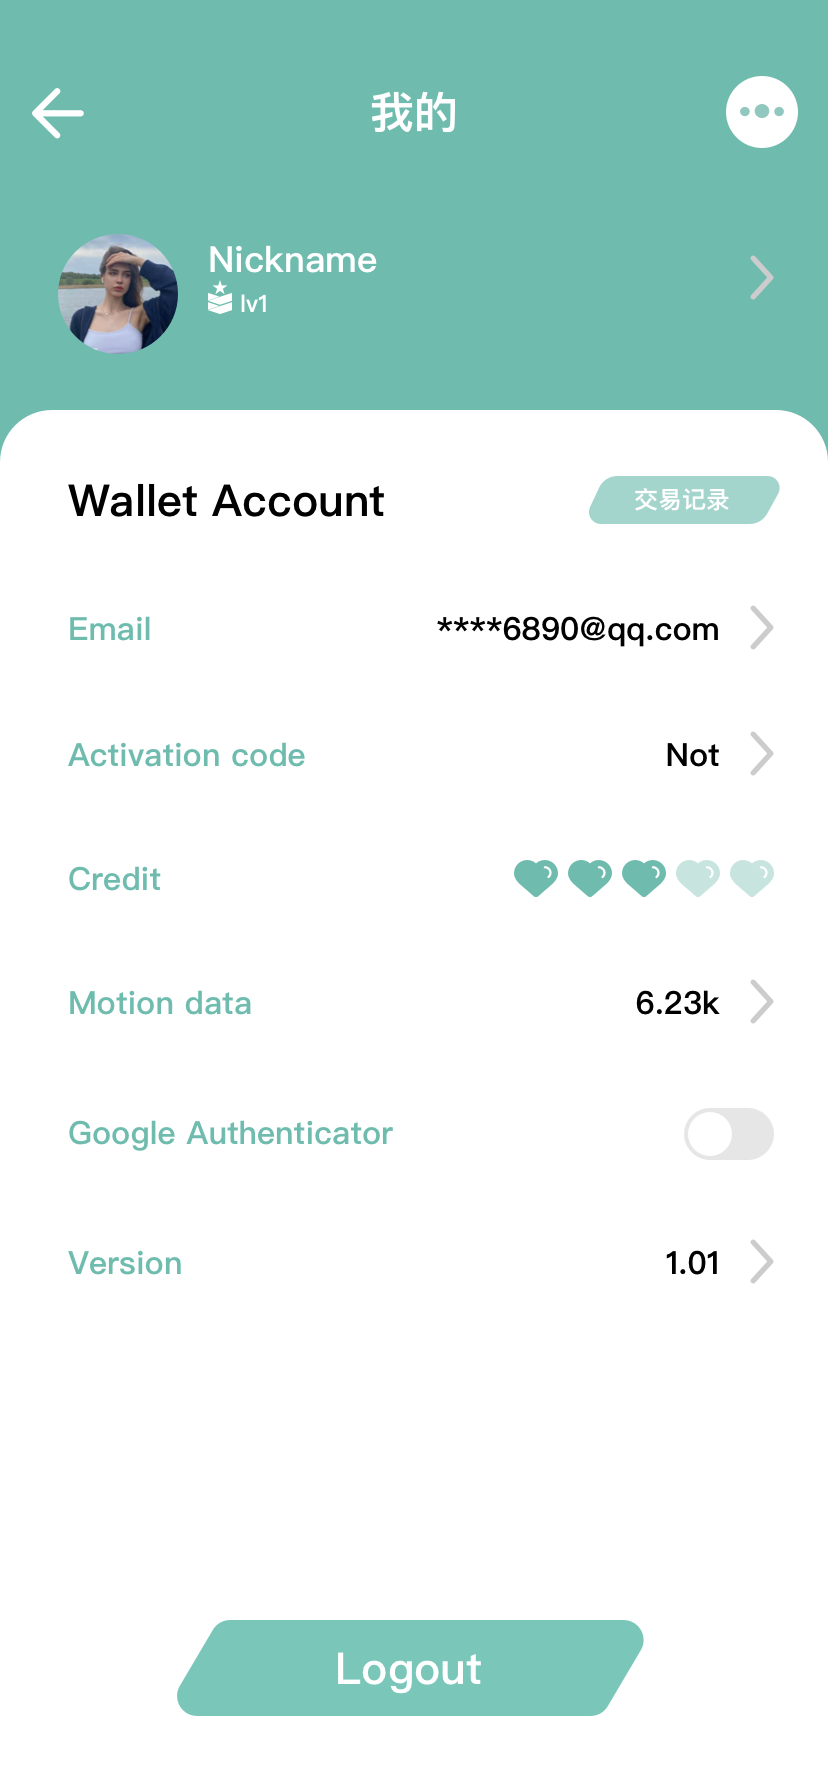 我的
Nickname
lv1
Wallet Account
交易记录
Email
****6890@qq.com
Activation code
Not
Credit
Motion data
6.23k
Google Authenticator
Version
1.01
Logout